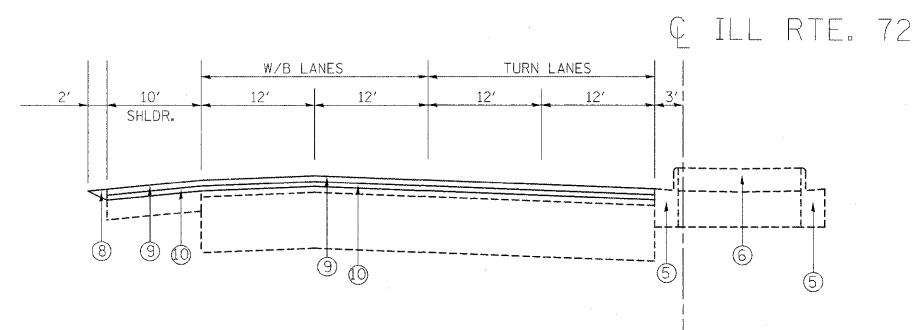 ℄ ILL RTE. 72
W/B LANES TURN LANES
2' 10' 12' 12' 12' 12' 3'
SHLDR.
8 9 10 9 10 5 6 5